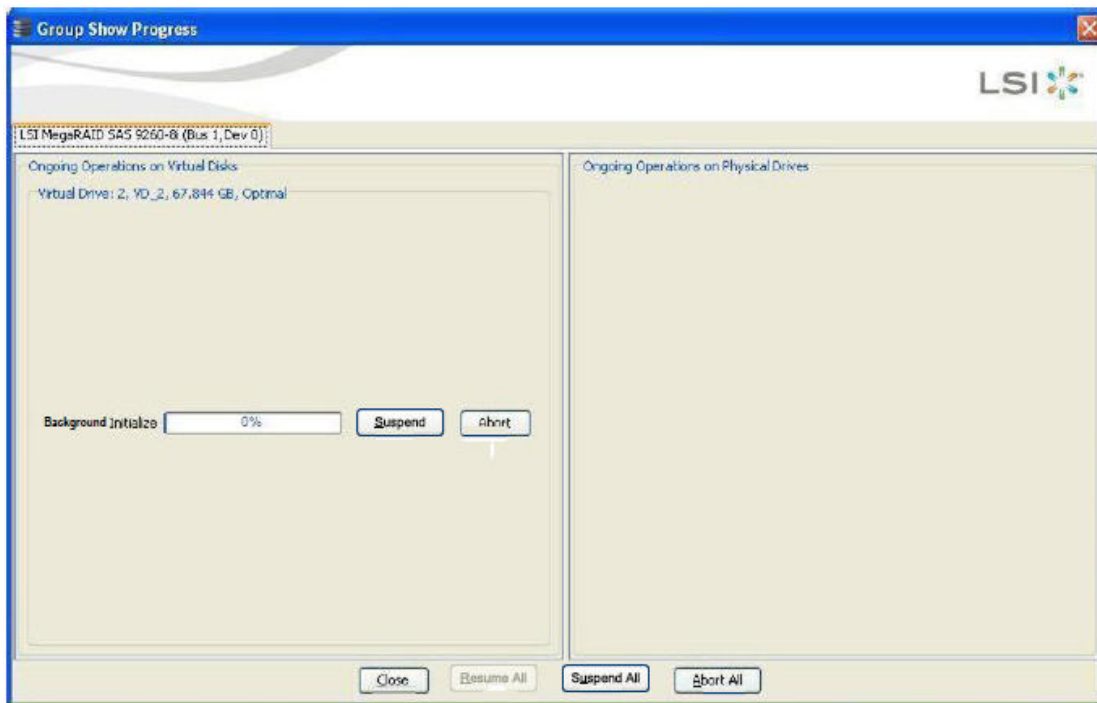 Group Show Progress
LSI
LSI MegaRAID SAS 9260-8i (Bus 1,Dev 0)
Ongoing Operations on Virtual Disks
Virtual Drive: 2, VD_2, 67.844 GB, Optimal
Background Initialize 0% Suspend Abort
Ongoing Operations on Physical Drives
Close Resume All Suspend All Abort All